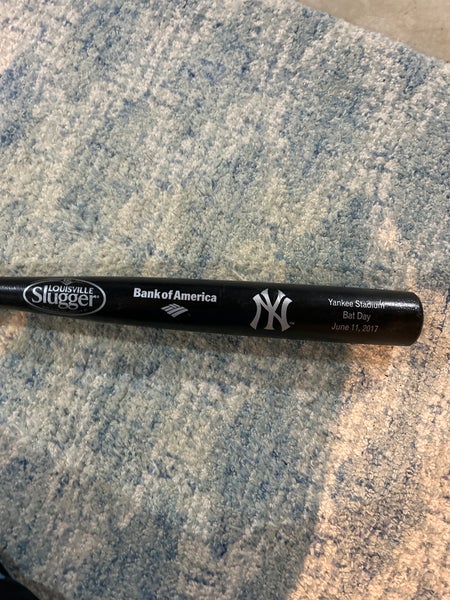 LOUISVILLE
Slugger
Bank of America
NY
Yankee Stadium
Bat Day
June 11, 2017